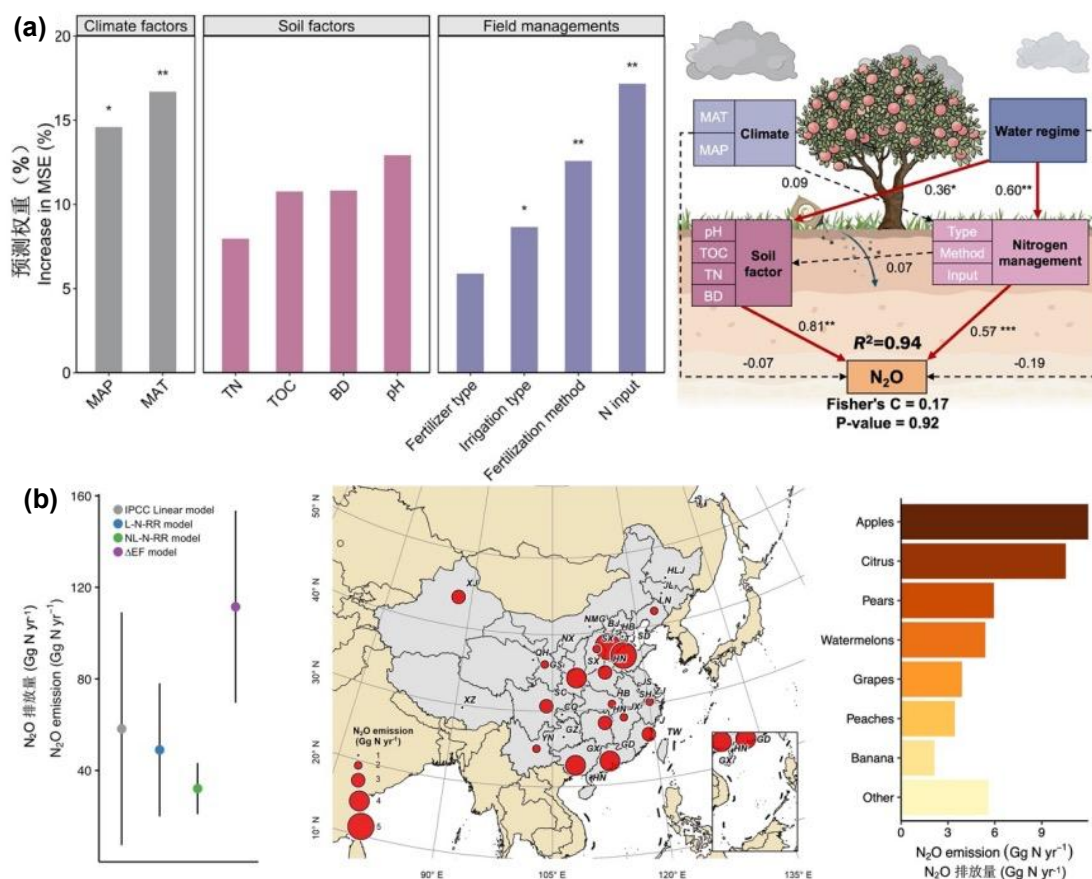 (a)
Climate factors
Soil factors
Field managements
预测权重（%）
Increase in MSE (%)
20
15
10
5
0
*
**
*
**
**
MAP
MAT
TN
TOC
BD
pH
Fertilizer type
Irrigation type
Fertilization method
N input
MAT
MAP
Climate
Water regime
0.09
0.36*
0.60**
pH
TOC
TN
BD
Soil factor
Type
Method
Input
Nitrogen management
0.07
0.81**
0.57 ***
R²=0.94
-0.07
-0.19
N₂O
Fisher's C = 0.17
P-value = 0.92
(b)
N₂O 排放量 (Gg N yr⁻¹)
N₂O emission (Gg N yr⁻¹)
160
120
80
40
IPCC Linear model
L-N-RR model
NL-N-RR model
ΔEF model
50° N
40° N
30° N
20° N
10° N
90° E
105° E
120° E
135° E
XJ
HLJ
JL
LN
NMG
BJ
HB
TJ
SD
NX
SX
QH
GS
SX
HN
JS
XZ
SC
CQ
HB
SH
ZJ
HN
JX
YN
GZ
GX
GD
TW
HN
GX
HN
GD
N₂O emission
(Gg N yr⁻¹)
1
2
3
4
5
Apples
Citrus
Pears
Watermelons
Grapes
Peaches
Banana
Other
0
3
6
9
N₂O emission (Gg N yr⁻¹)
N₂O 排放量 (Gg N yr⁻¹)